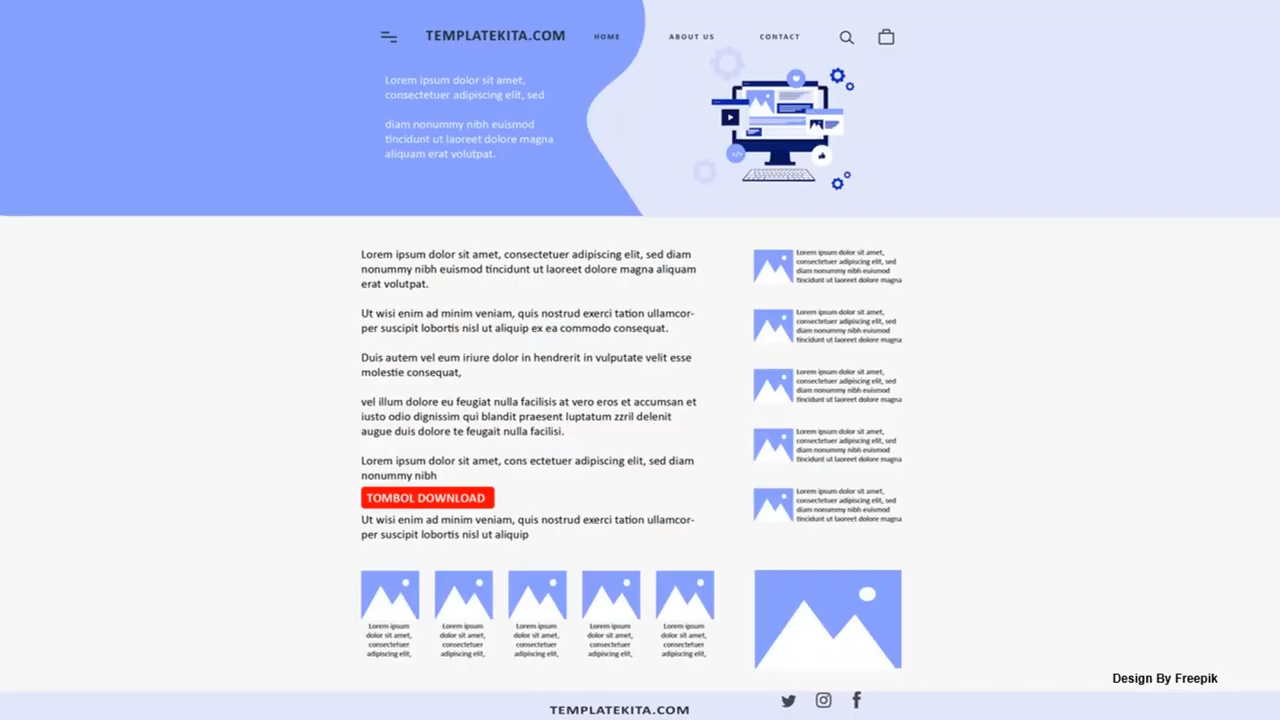 TEMPLATEKITA.COM
HOME
ABOUT US
CONTACT
Lorem ipsum dolor sit amet,
consectetuer adipiscing elit, sed
diam nonummy nibh euismod
tincidunt ut laoreet dolore magna
aliquam erat volutpat.
Lorem ipsum dolor sit amet, consectetuer adipiscing elit, sed diam
nonummy nibh euismod tincidunt ut laoreet dolore magna aliquam
erat volutpat.
Ut wisi enim ad minim veniam, quis nostrud exerci tation ullamcor-
per suscipit lobortis nisl ut aliquip ex ea commodo consequat.
Duis autem vel eum iriure dolor in hendrerit in vulputate velit esse
molestie consequat,
vel illum dolore eu feugiat nulla facilisis at vero eros et accumsan et
iusto odio dignissim qui blandit praesent luptatum zzril delenit
augue duis dolore te feugait nulla facilisi.
Lorem ipsum dolor sit amet, cons ectetuer adipiscing elit, sed diam
nonummy nibh
TOMBOL DOWNLOAD
Ut wisi enim ad minim veniam, quis nostrud exerci tation ullamcor-
per suscipit lobortis nisl ut aliquip
Lorem ipsum dolor sit amet,
consectetuer adipiscing elit, sed
diam nonummy nibh euismod
tincidunt ut laoreet dolore magna
Lorem ipsum dolor sit amet,
consectetuer adipiscing elit, sed
diam nonummy nibh euismod
tincidunt ut laoreet dolore magna
Lorem ipsum dolor sit amet,
consectetuer adipiscing elit, sed
diam nonummy nibh euismod
tincidunt ut laoreet dolore magna
Lorem ipsum dolor sit amet,
consectetuer adipiscing elit, sed
diam nonummy nibh euismod
tincidunt ut laoreet dolore magna
Lorem ipsum dolor sit amet,
consectetuer adipiscing elit, sed
diam nonummy nibh euismod
tincidunt ut laoreet dolore magna
Lorem ipsum
dolor sit amet,
consectetuer
adipiscing elit,
Lorem ipsum
dolor sit amet,
consectetuer
adipiscing elit,
Lorem ipsum
dolor sit amet,
consectetuer
adipiscing elit,
Lorem ipsum
dolor sit amet,
consectetuer
adipiscing elit,
Lorem ipsum
dolor sit amet,
consectetuer
adipiscing elit,
Design By Freepik
TEMPLATEKITA.COM